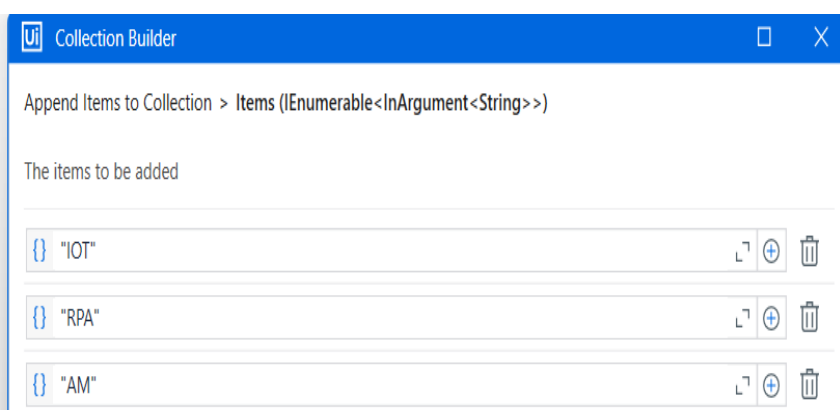 Ui Collection Builder
Append Items to Collection > Items (IEnumerable<InArgument<String>>)
The items to be added
{} "IOT"
{} "RPA"
{} "AM"